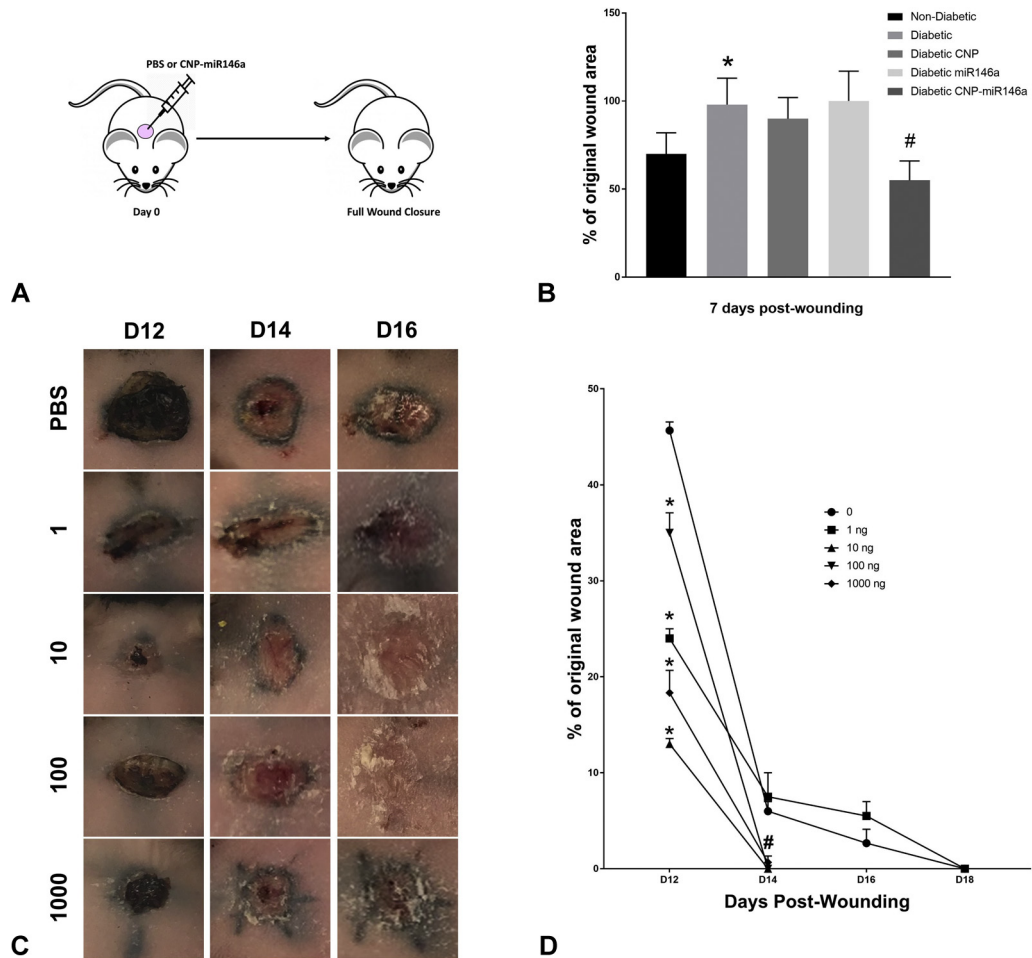 PBS or CNP-miR146a
Day 0
Full Wound Closure
A
% of original wound area
150
100
50
0
*
#
Non-Diabetic
Diabetic
Diabetic CNP
Diabetic miR146a
Diabetic CNP-miR146a
7 days post-wounding
B
D12 D14 D16
PBS
1
10
100
1000
C
% of original wound area
50
40
30
20
10
0
*
*
*
*
#
0
1 ng
10 ng
100 ng
1000 ng
D12 D14 D16 D18
Days Post-Wounding
D